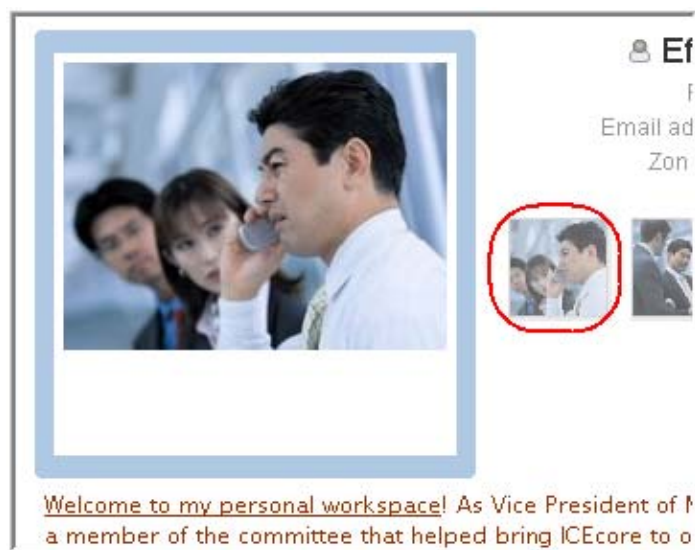 Ef
F
Email ad
Zon
Welcome to my personal workspace! As Vice President of M
a member of the committee that helped bring ICEcore to o